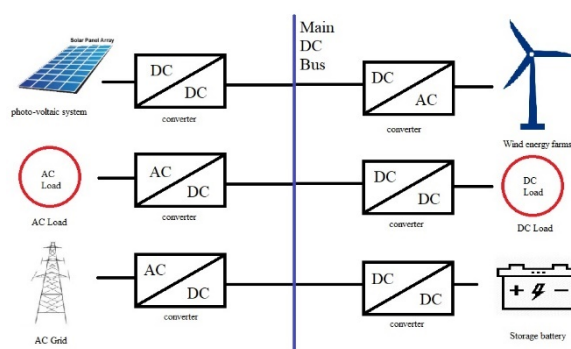 Solar Panel Array
photo-voltaic system
DC
DC
converter
Main
DC
Bus
DC
AC
converter
Wind energy farms
AC
Load
AC Load
AC
DC
converter
DC
DC
converter
DC
Load
DC Load
AC Grid
AC
DC
converter
DC
DC
converter
Storage battery